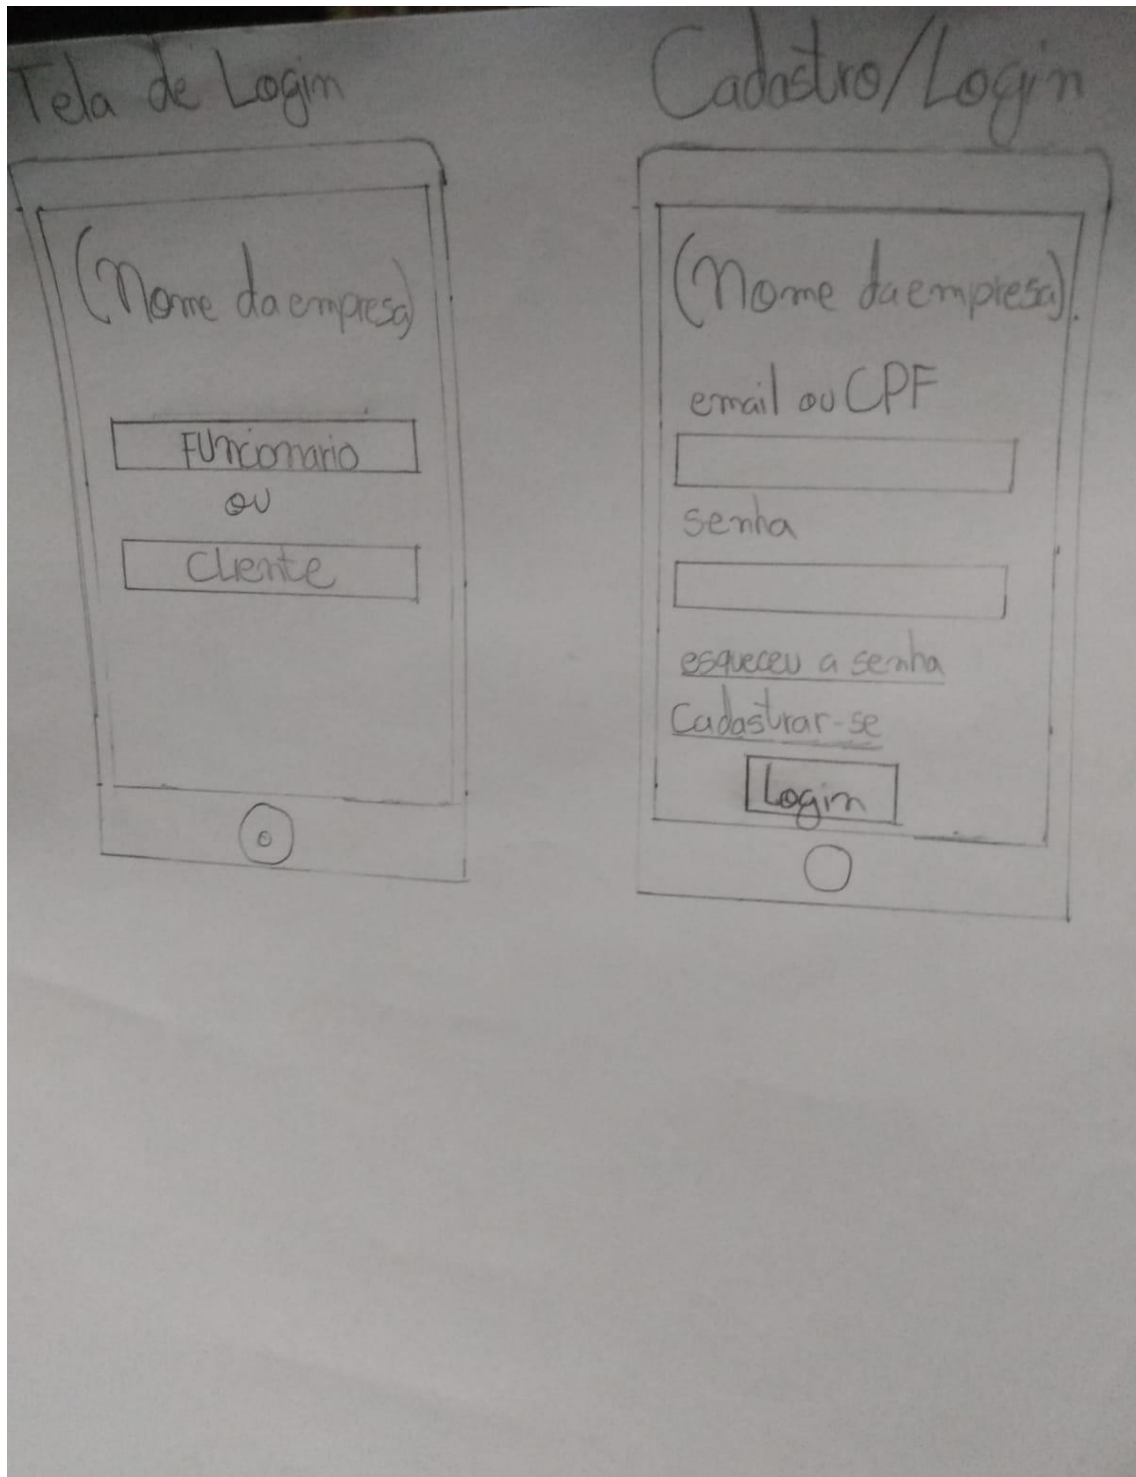 Tela de Login
(Nome da empresa)
Funcionario
ou
Cliente
Cadastro/Login
(Nome da empresa).
email ou CPF
senha
esqueceu a senha
Cadastrar-se
Login